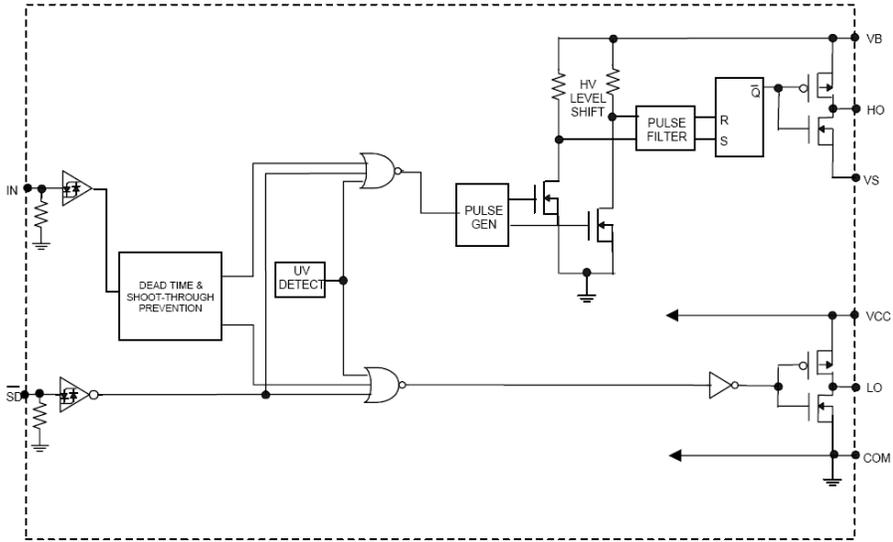 VB
HV
LEVEL
SHIFT
Q̅
HO
PULSE
FILTER
R
S
VS
IN
PULSE
GEN
UV
DETECT
DEAD TIME &
SHOOT-THROUGH
PREVENTION
VCC
S̅D̅
LO
COM